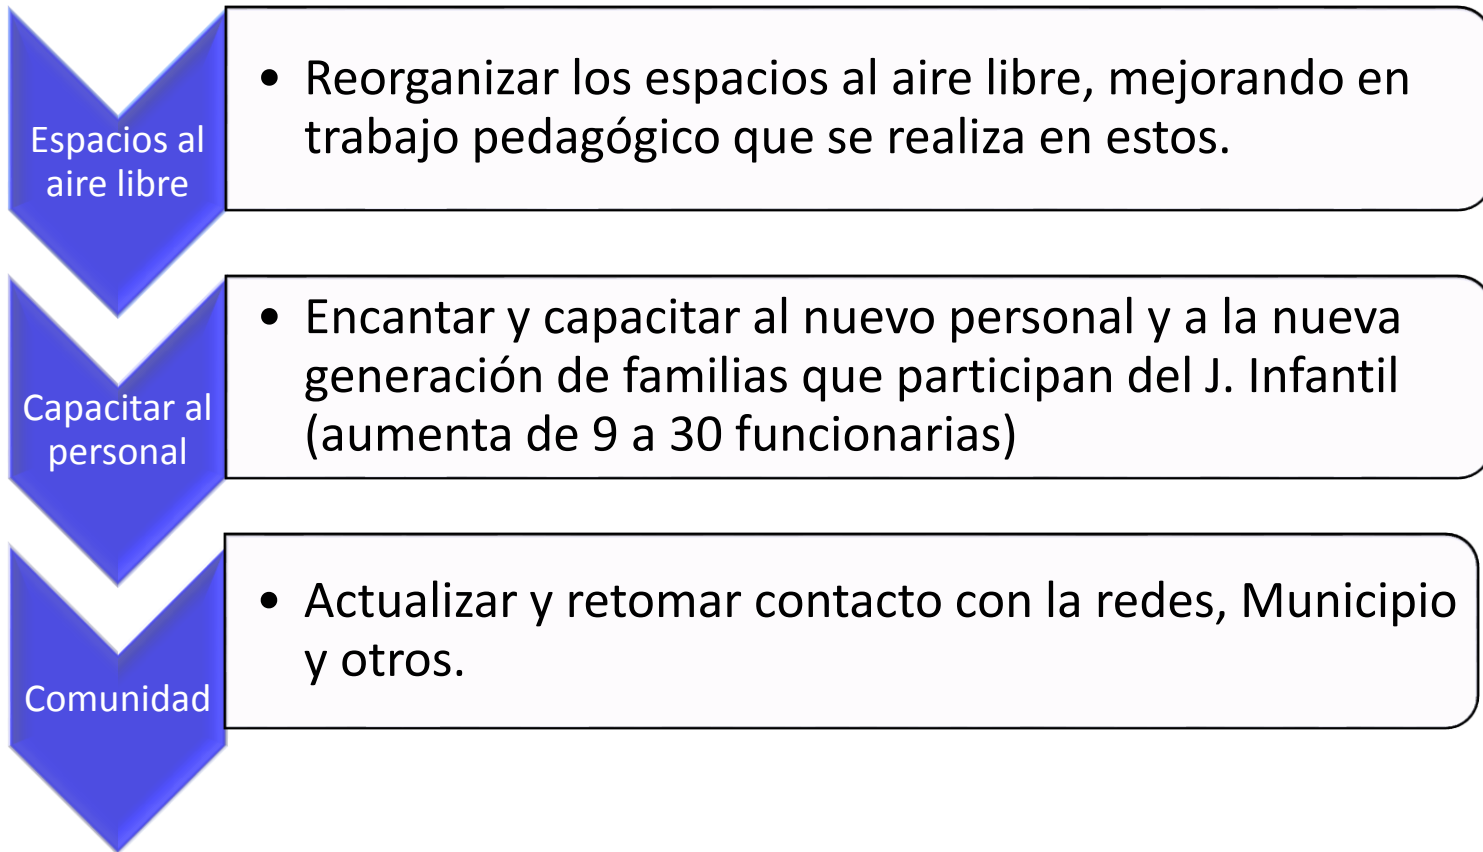 Espacios al
aire libre
• Reorganizar los espacios al aire libre, mejorando en
trabajo pedagógico que se realiza en estos.
Capacitar al
personal
• Encantar y capacitar al nuevo personal y a la nueva
generación de familias que participan del J. Infantil
(aumenta de 9 a 30 funcionarias)
Comunidad
• Actualizar y retomar contacto con la redes, Municipio
y otros.